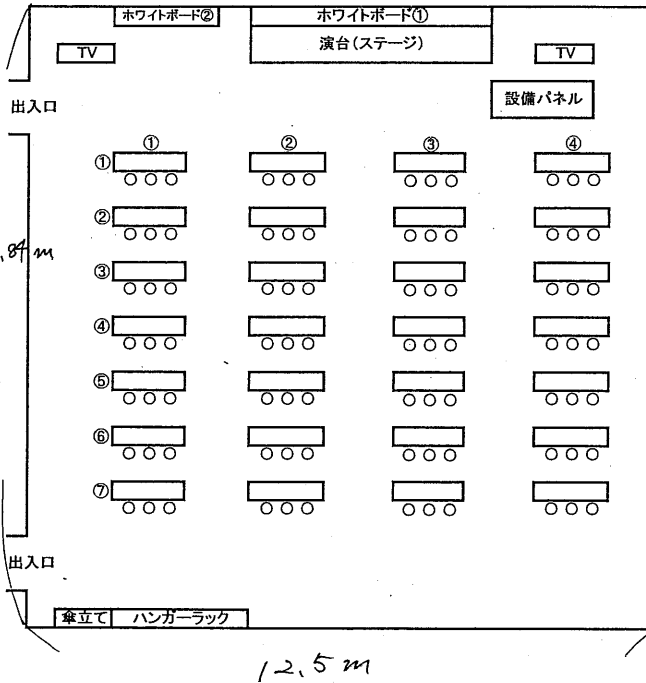 ホワイトボード② ホワイトボード①
演台(ステージ)
TV TV
設備パネル
出入口
① ② ③ ④
①
②
③
.84 m
④
⑤
⑥
⑦
出入口
傘立て ハンガーラック
12.5 m